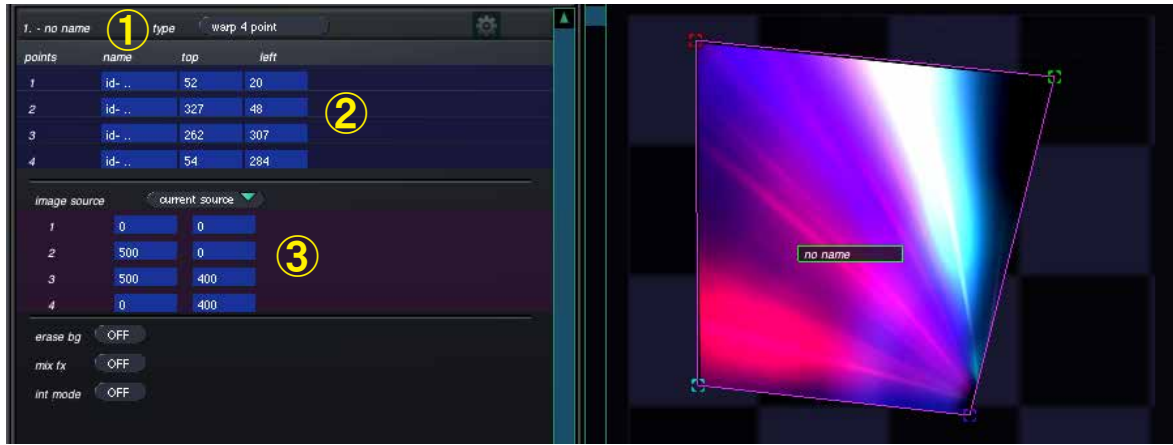 1. - no name ① type warp 4 point
points name top left
1 id- .. 52 20
2 id- .. 327 48
②
3 id- .. 262 307
4 id- .. 54 284
image source current source
1 0 0
2 500 0
③
3 500 400
4 0 400
erase bg OFF
mix fx OFF
int mode OFF
no name